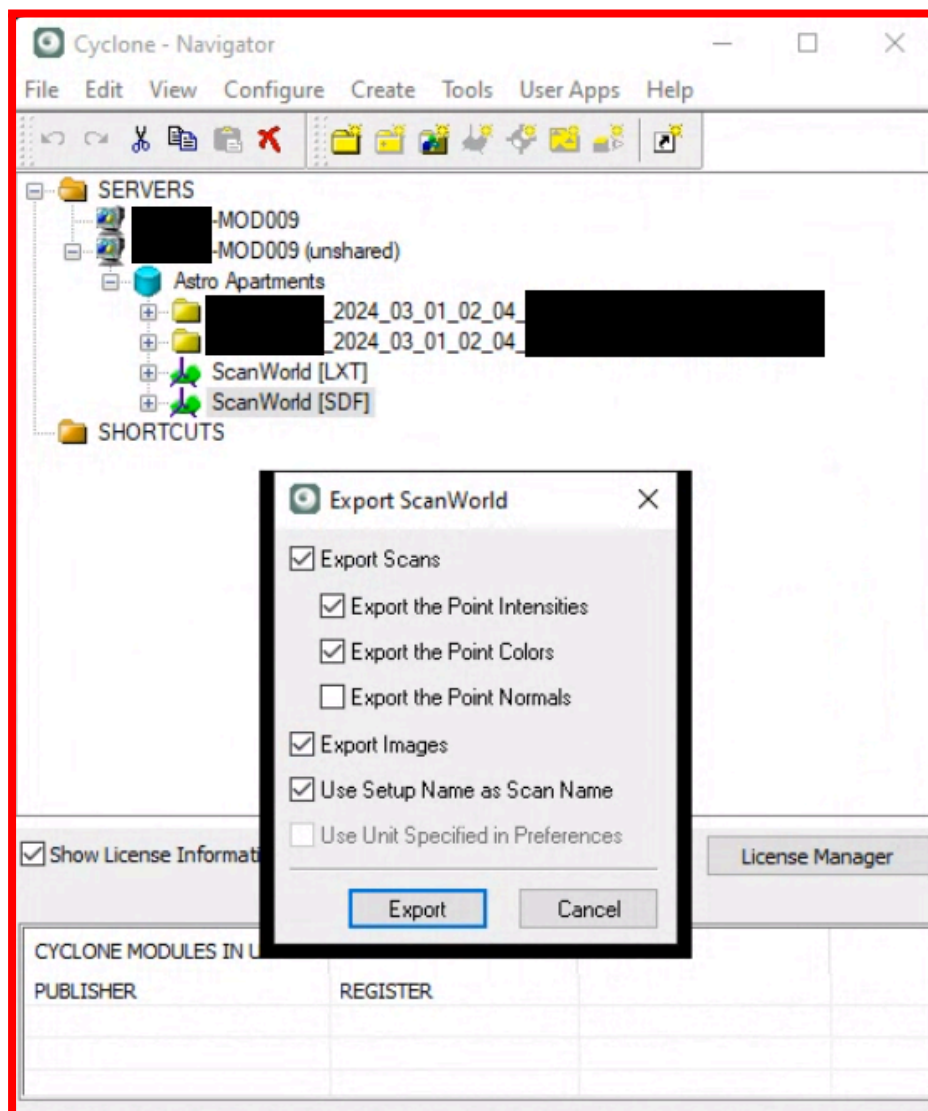 Cyclone - Navigator
File Edit View Configure Create Tools User Apps Help
SERVERS
-MOD009
-MOD009 (unshared)
Astro Apartments
_2024_03_01_02_04_
_2024_03_01_02_04_
ScanWorld [LXT]
ScanWorld [SDF]
SHORTCUTS
Export ScanWorld
Export Scans
Export the Point Intensities
Export the Point Colors
Export the Point Normals
Export Images
Use Setup Name as Scan Name
Use Unit Specified in Preferences
Export Cancel
Show License Informati License Manager
CYCLONE MODULES IN U
PUBLISHER REGISTER